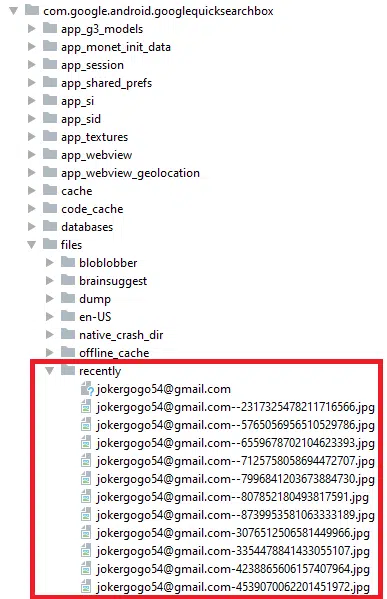 com.google.android.googlequicksearchbox
app_g3_models
app_monet_init_data
app_session
app_shared_prefs
app_si
app_sid
app_textures
app_webview
app_webview_geolocation
cache
code_cache
databases
files
bloblobber
brainsuggest
dump
en-US
native_crash_dir
offline_cache
recently
jokergogo54@gmail.com
jokergogo54@gmail.com--2317325478211716566.jpg
jokergogo54@gmail.com--5765056956510529786.jpg
jokergogo54@gmail.com--6559678702104623393.jpg
jokergogo54@gmail.com--7125758058694472707.jpg
jokergogo54@gmail.com--7996841203673884730.jpg
jokergogo54@gmail.com--807852180493817591.jpg
jokergogo54@gmail.com--8739953581063333189.jpg
jokergogo54@gmail.com-3076512506581449966.jpg
jokergogo54@gmail.com-3354478841433055107.jpg
jokergogo54@gmail.com-4238865606157407964.jpg
jokergogo54@gmail.com-4539070062201451972.jpg